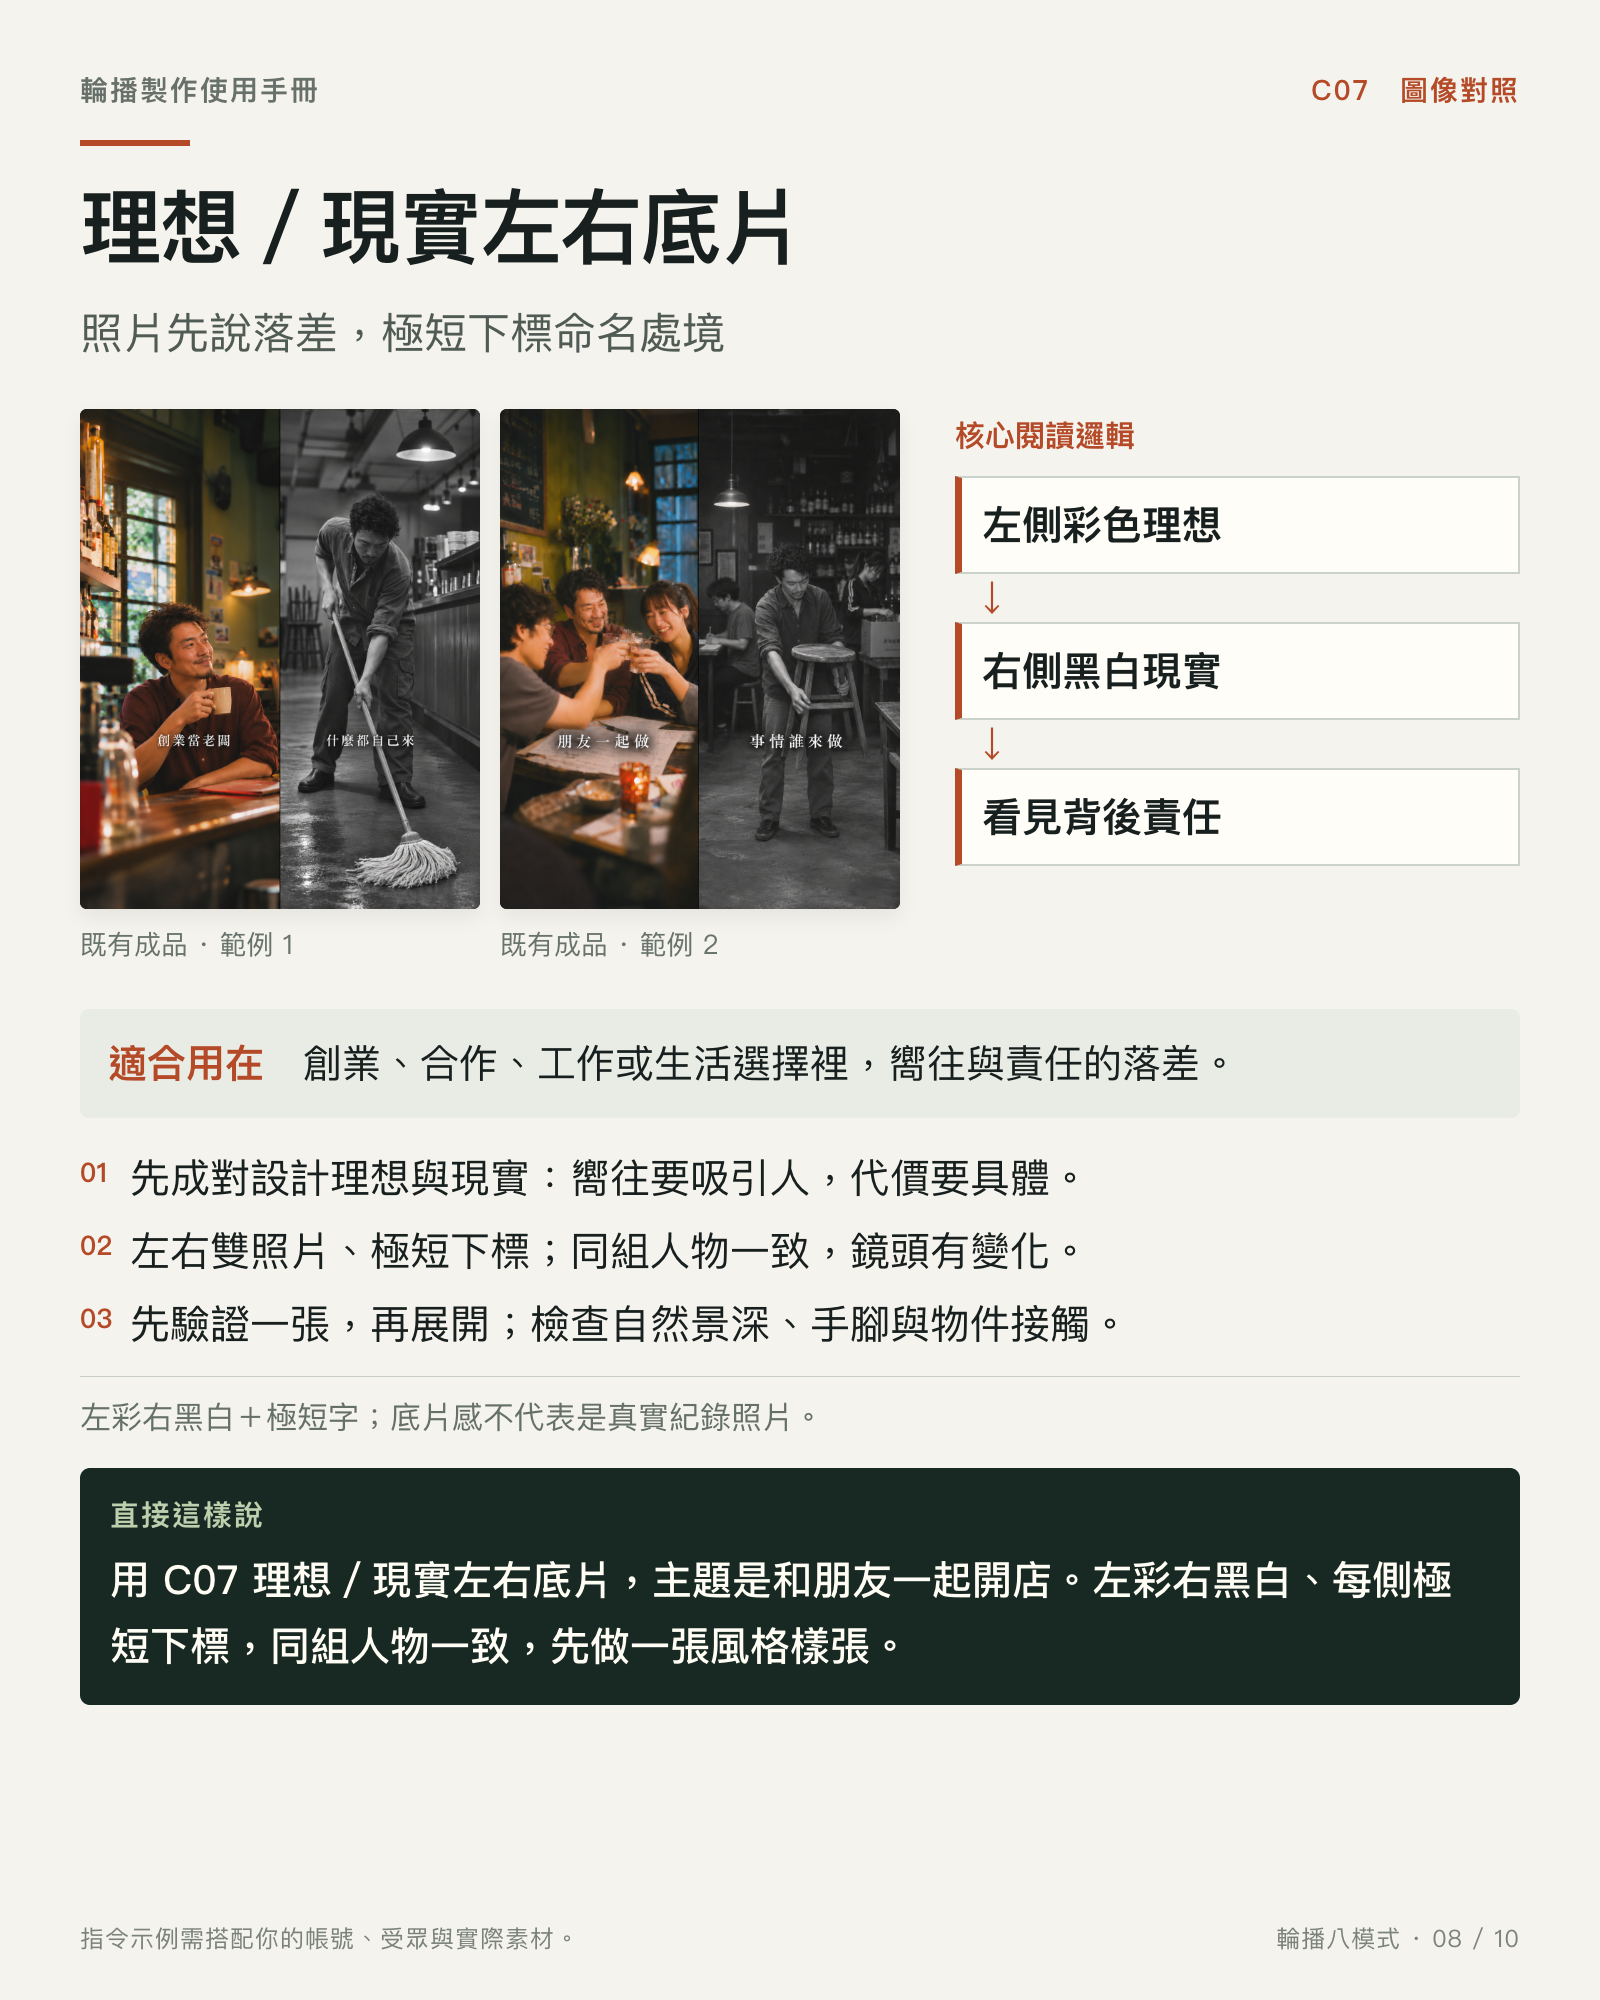 輪播製作使用手冊
C07 圖像對照
理想 / 現實左右底片
照片先說落差，極短下標命名處境
創業當老闆
什麼都自己來
朋友一起做
事情誰來做
既有成品 · 範例 1
既有成品 · 範例 2
核心閱讀邏輯
左側彩色理想
↓
右側黑白現實
↓
看見背後責任
適合用在 創業、合作、工作或生活選擇裡，嚮往與責任的落差。
01 先成對設計理想與現實：嚮往要吸引人，代價要具體。
02 左右雙照片、極短下標；同組人物一致，鏡頭有變化。
03 先驗證一張，再展開；檢查自然景深、手腳與物件接觸。
左彩右黑白＋極短字；底片感不代表是真實紀錄照片。
直接這樣說
用 C07 理想 / 現實左右底片，主題是和朋友一起開店。左彩右黑白、每側極
短下標，同組人物一致，先做一張風格樣張。
指令示例需搭配你的帳號、受眾與實際素材。
輪播八模式 · 08 / 10